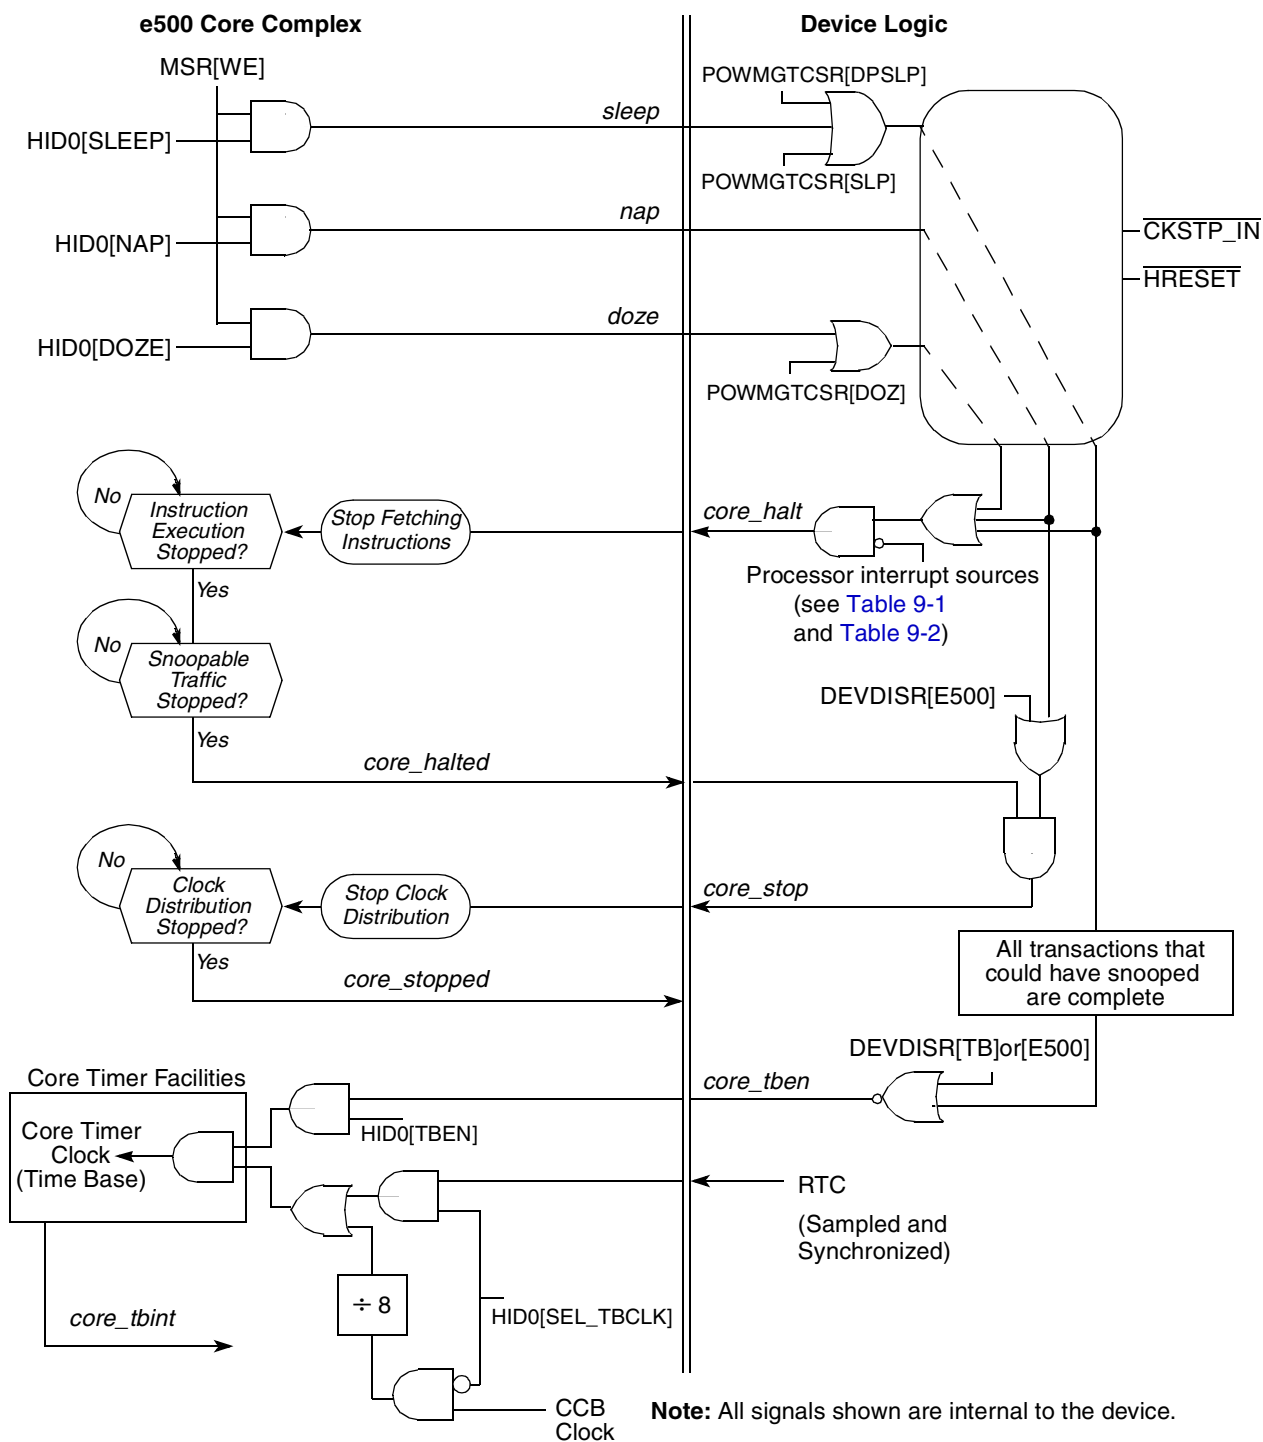 e500 Core Complex
Device Logic
MSR[WE]
POWMGTCSR[DPSLP]
sleep
HID0[SLEEP]
POWMGTCSR[SLP]
nap
HID0[NAP]
CKSTP_IN
HRESET
doze
HID0[DOZE]
POWMGTCSR[DOZ]
No
Instruction
Execution
Stopped?
Stop Fetching
Instructions
core_halt
Processor interrupt sources
(see Table 9-1
and Table 9-2)
Yes
No
Snoopable
Traffic
Stopped?
DEVDISR[E500]
Yes
core_halted
No
Clock
Distribution
Stopped?
Stop Clock
Distribution
core_stop
Yes
core_stopped
All transactions that
could have snooped
are complete
DEVDISR[TB]or[E500]
Core Timer Facilities
core_tben
Core Timer
Clock
(Time Base)
HID0[TBEN]
RTC
(Sampled and
Synchronized)
÷ 8
HID0[SEL_TBCLK]
core_tbint
CCB
Clock
Note: All signals shown are internal to the device.